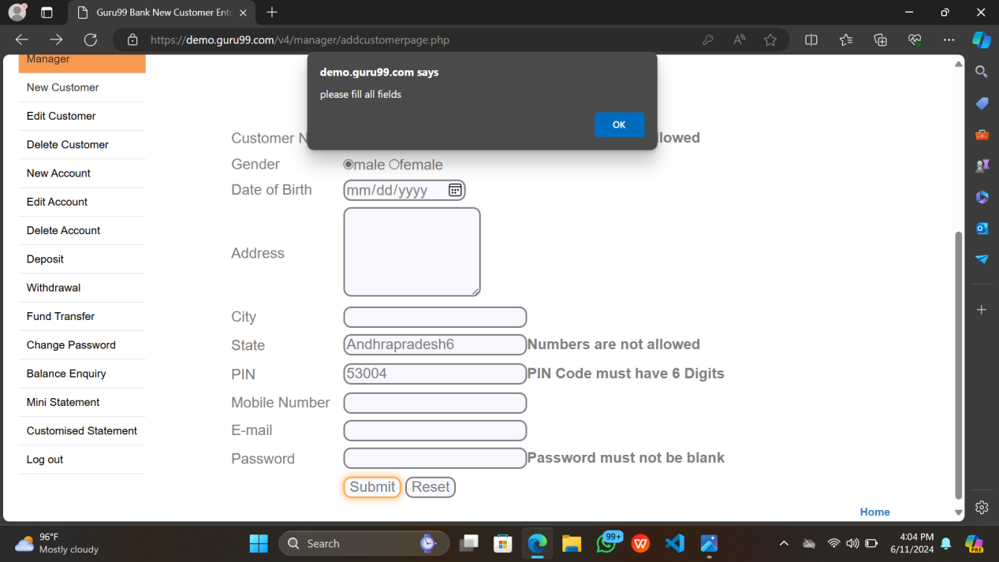 Guru99 Bank New Customer Entr
https://demo.guru99.com/v4/manager/addcustomerpage.php
demo.guru99.com says
please fill all fields
OK
Manager
New Customer
Edit Customer
Delete Customer
New Account
Edit Account
Delete Account
Deposit
Withdrawal
Fund Transfer
Change Password
Balance Enquiry
Mini Statement
Customised Statement
Log out
Customer N llowed
Gender male female
Date of Birth mm/dd/yyyy
Address
City
State Andhrapradesh6 Numbers are not allowed
PIN 53004 PIN Code must have 6 Digits
Mobile Number
E-mail
Password Password must not be blank
Submit Reset
Home
96°F
Mostly cloudy
Search
99+
4:04 PM
6/11/2024
PRE